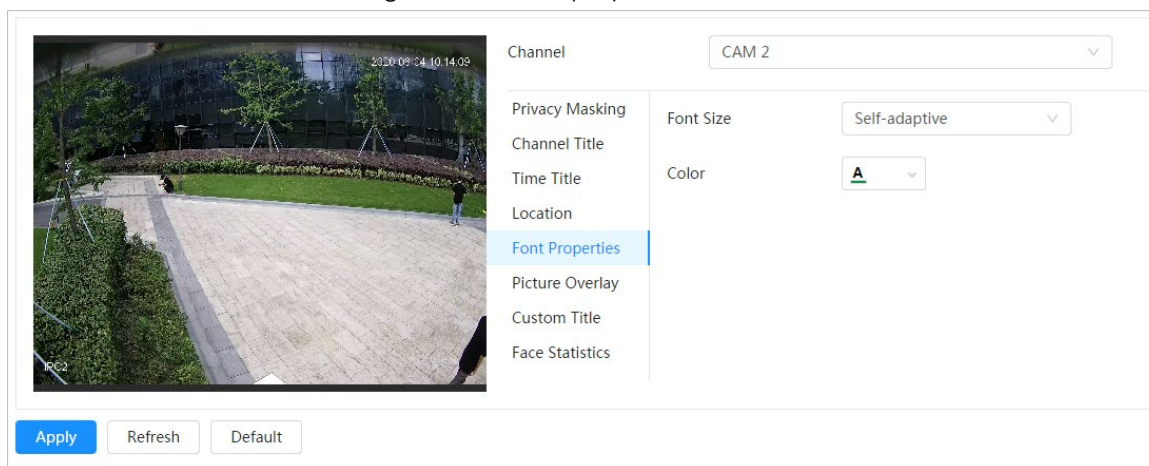 2020-09-04 10:14:09
IPC2
Channel
CAM 2
Privacy Masking
Channel Title
Time Title
Location
Font Properties
Picture Overlay
Custom Title
Face Statistics
Font Size
Self-adaptive
Color
A
Apply
Refresh
Default